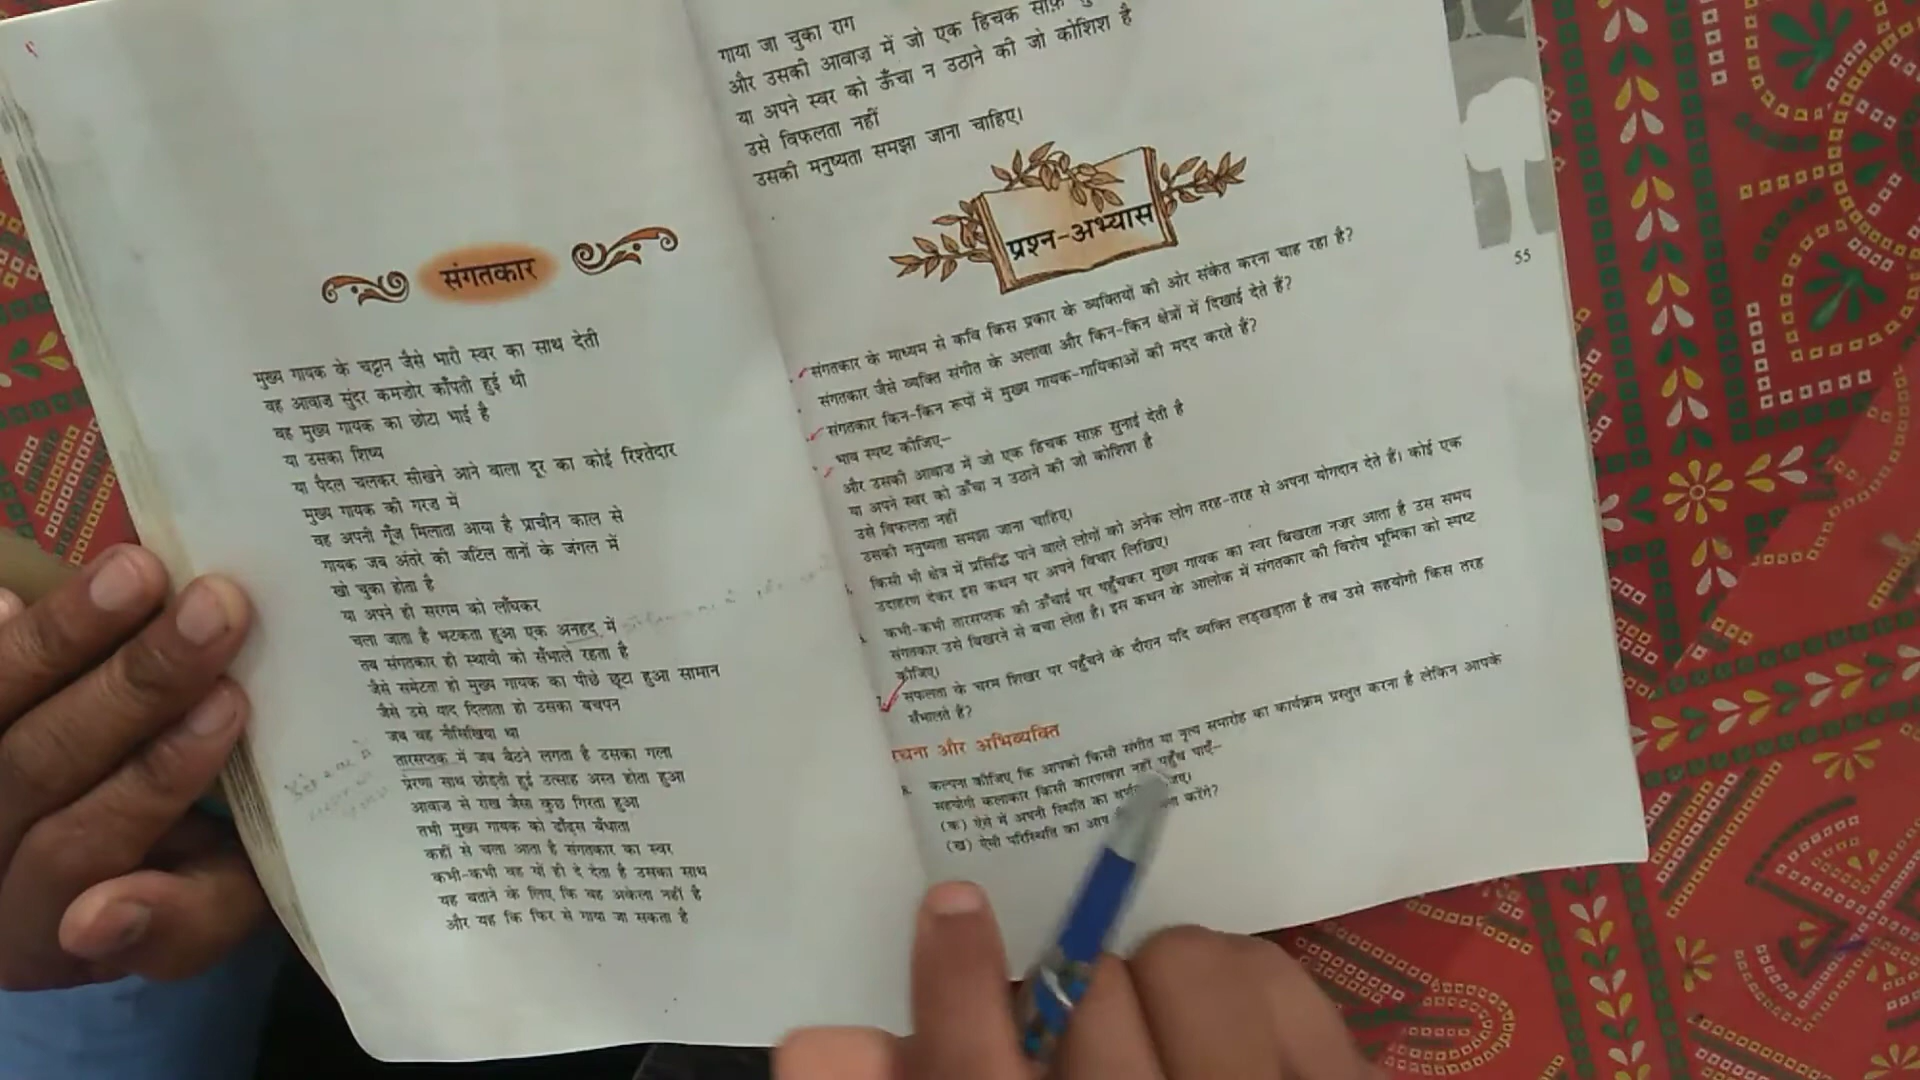 संगतकार
मुख्य गायक के चट्टान जैसे भारी स्वर का साथ देती
वह आवाज़ सुंदर कमज़ोर काँपती हुई थी
वह मुख्य गायक का छोटा भाई है
या उसका शिष्य
या पैदल चलकर सीखने आने वाला दूर का कोई रिश्तेदार
मुख्य गायक की गरज़ में
वह अपनी गूँज मिलाता आया है प्राचीन काल से
गायक जब अंतरे की जटिल तानों के जंगल में
खो चुका होता है
या अपने ही सरगम को लाँघकर
चला जाता है भटकता हुआ एक अनहद में
तब संगतकार ही स्थायी को सँभाले रहता है
जैसे समेटता हो मुख्य गायक का पीछे छूटा हुआ सामान
जैसे उसे याद दिलाता हो उसका बचपन
जब वह नौसिखिया था
तारसप्तक में जब बैठने लगता है उसका गला
प्रेरणा साथ छोड़ती हुई उत्साह अस्त होता हुआ
आवाज़ से राख जैसा कुछ गिरता हुआ
तभी मुख्य गायक को ढाँढ़स बँधाता
कहीं से चला आता है संगतकार का स्वर
कभी-कभी वह यों ही दे देता है उसका साथ
यह बताने के लिए कि वह अकेला नहीं है
और यह कि फिर से गाया जा सकता है
गाया जा चुका राग
और उसकी आवाज़ में जो एक हिचक साफ़
या अपने स्वर को ऊँचा न उठाने की जो कोशिश है
उसे विफलता नहीं
उसकी मनुष्यता समझा जाना चाहिए।
प्रश्न-अभ्यास
55
संगतकार के माध्यम से कवि किस प्रकार के व्यक्तियों की ओर संकेत करना चाह रहा है?
संगतकार जैसे व्यक्ति संगीत के अलावा और किन-किन क्षेत्रों में दिखाई देते हैं?
संगतकार किन-किन रूपों में मुख्य गायक-गायिकाओं की मदद करते हैं?
भाव स्पष्ट कीजिए–
और उसकी आवाज़ में जो एक हिचक साफ़ सुनाई देती है
या अपने स्वर को ऊँचा न उठाने की जो कोशिश है
उसे विफलता नहीं
उसकी मनुष्यता समझा जाना चाहिए।
किसी भी क्षेत्र में प्रसिद्धि पाने वाले लोगों को अनेक लोग तरह-तरह से अपना योगदान देते हैं। कोई एक
उदाहरण देकर इस कथन पर अपने विचार लिखिए।
कभी-कभी तारसप्तक की ऊँचाई पर पहुँचकर मुख्य गायक का स्वर बिखरता नज़र आता है उस समय
संगतकार उसे बिखरने से बचा लेता है। इस कथन के आलोक में संगतकार की विशेष भूमिका को स्पष्ट
कीजिए।
7. सफलता के चरम शिखर पर पहुँचने के दौरान यदि व्यक्ति लड़खड़ाता है तब उसे सहयोगी किस तरह
सँभालते हैं?
रचना और अभिव्यक्ति
8. कल्पना कीजिए कि आपको किसी संगीत या नृत्य समारोह का कार्यक्रम प्रस्तुत करना है लेकिन आपके
सहयोगी कलाकार किसी कारणवश नहीं पहुँच पाएँ–
(क) ऐसे में अपनी स्थिति का
(ख) ऐसी परिस्थिति का आप करेंगे?